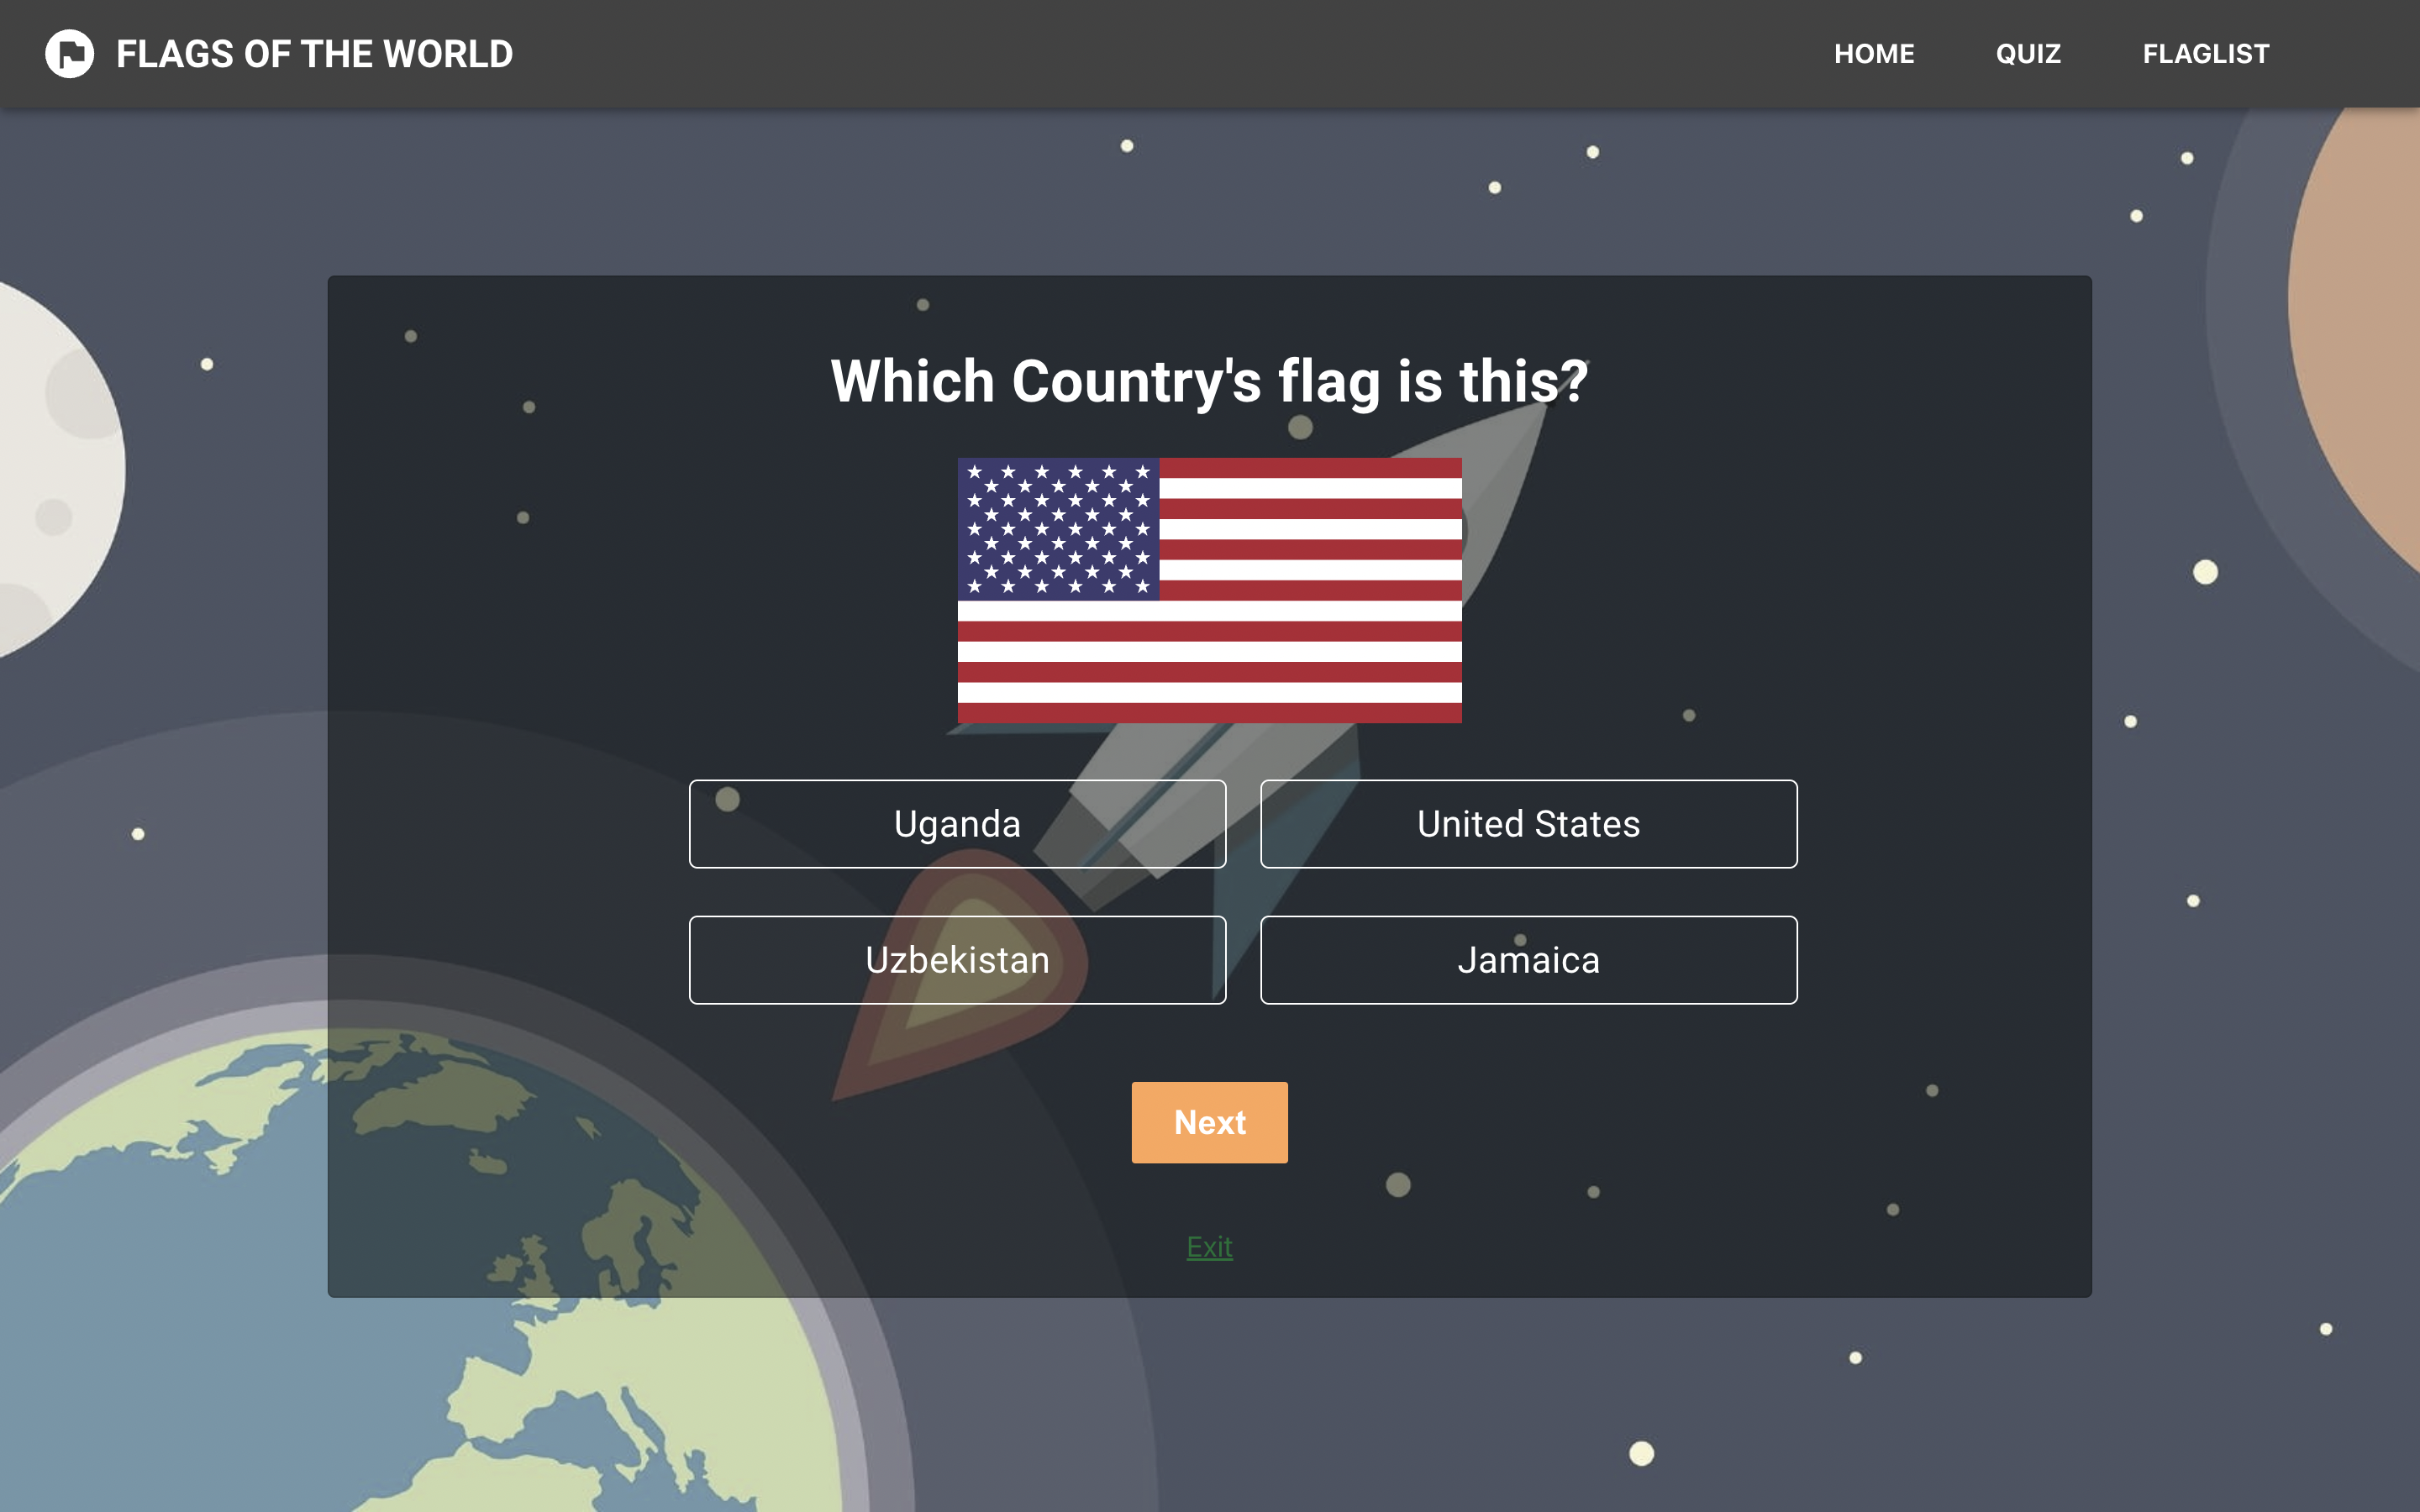 FLAGS OF THE WORLD
HOME QUIZ FLAGLIST
Which Country's flag is this?
Uganda United States
Uzbekistan Jamaica
Next
Exit